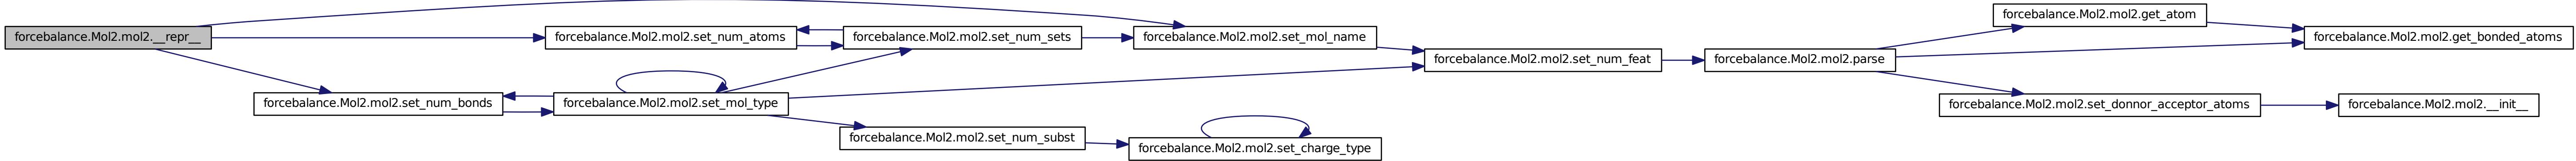 forcebalance.Mol2.mol2.__repr__
forcebalance.Mol2.mol2.set_num_atoms
forcebalance.Mol2.mol2.set_num_sets
forcebalance.Mol2.mol2.set_mol_name
forcebalance.Mol2.mol2.set_num_feat
forcebalance.Mol2.mol2.parse
forcebalance.Mol2.mol2.get_atom
forcebalance.Mol2.mol2.get_bonded_atoms
forcebalance.Mol2.mol2.set_num_bonds
forcebalance.Mol2.mol2.set_mol_type
forcebalance.Mol2.mol2.set_donnor_acceptor_atoms
forcebalance.Mol2.mol2.__init__
forcebalance.Mol2.mol2.set_num_subst
forcebalance.Mol2.mol2.set_charge_type